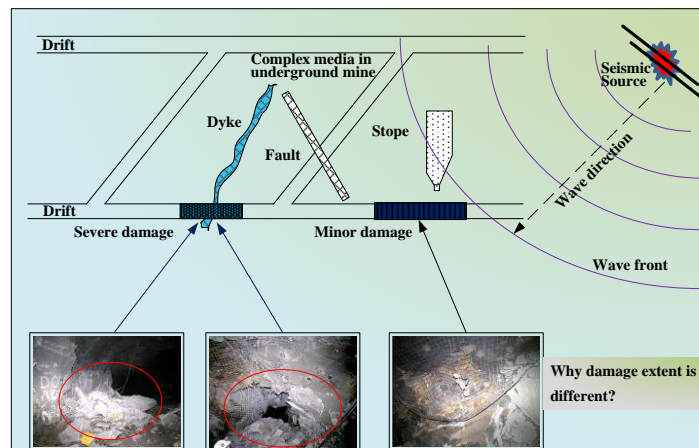 Drift
Complex media in
underground mine
Seismic
Source
Dyke
Stope
Fault
Wave direction
Drift
Severe damage
Minor damage
Wave front
Why damage extent is
different?